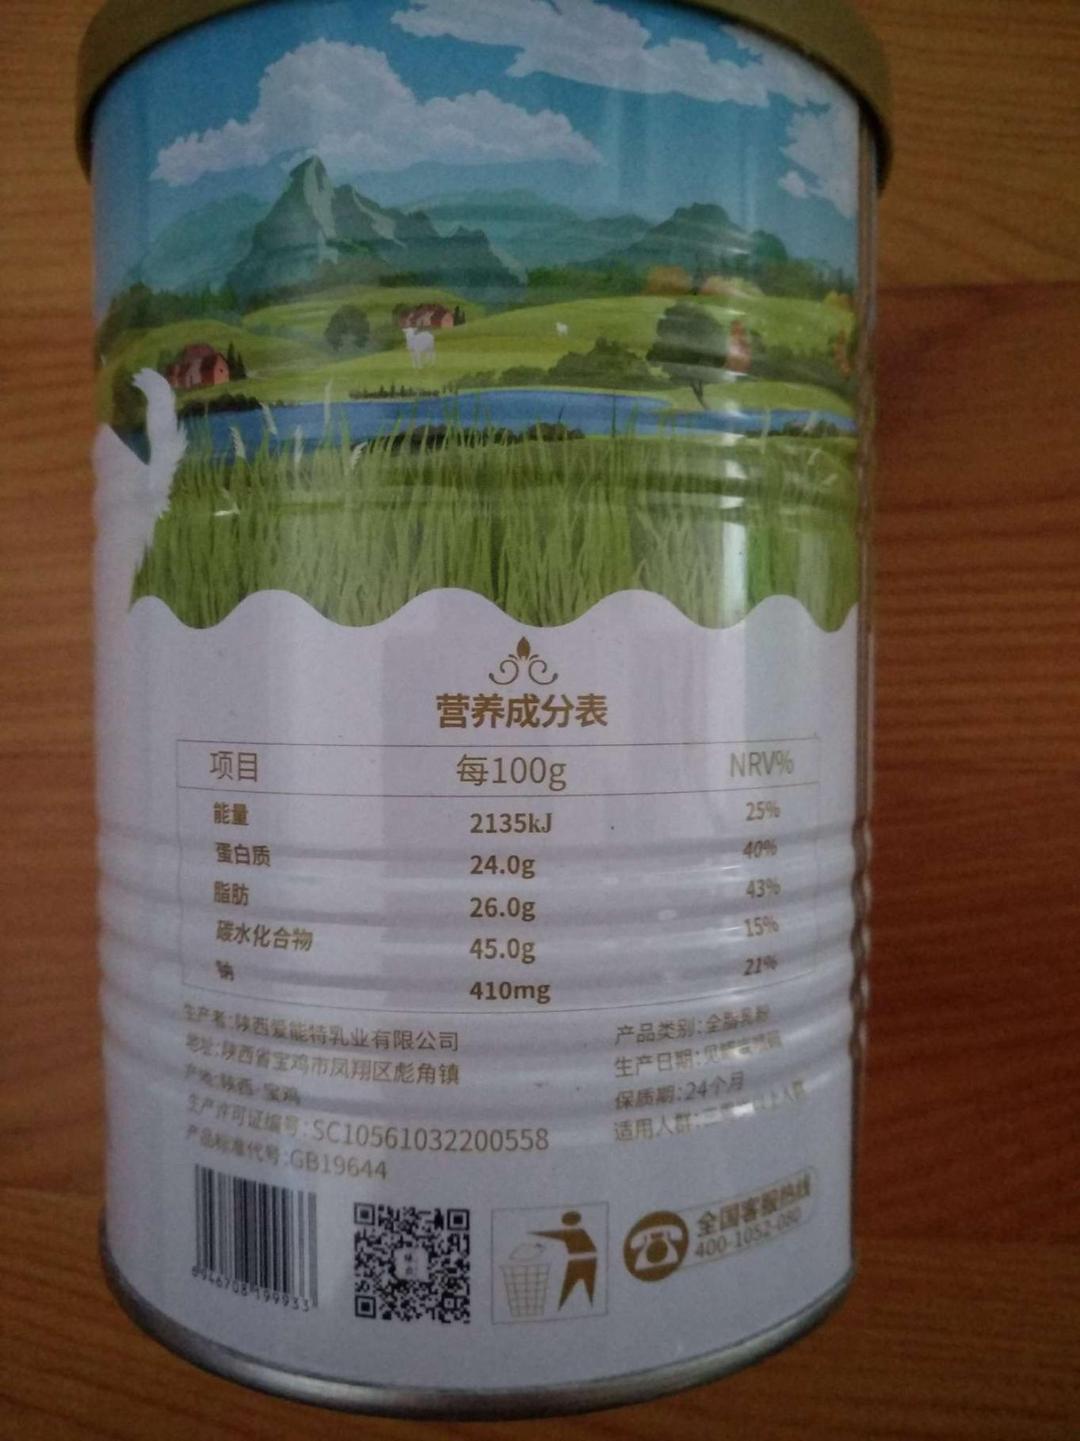 营养成分表
项目 每100g NRV%
能量 2135kJ 25%
蛋白质 24.0g 40%
脂肪 26.0g 43%
碳水化合物 45.0g 15%
钠 410mg 21%
生产者:陕西爱能特乳业有限公司
地址:陕西省宝鸡市凤翔区彪角镇
产地:陕西·宝鸡
生产许可证编号:SC10561032200558
产品标准代号:GB19644
产品类别:全脂乳粉
生产日期:见罐底
保质期:24个月
适用人群:
全国客服热线
400-1052-080
6946708199933